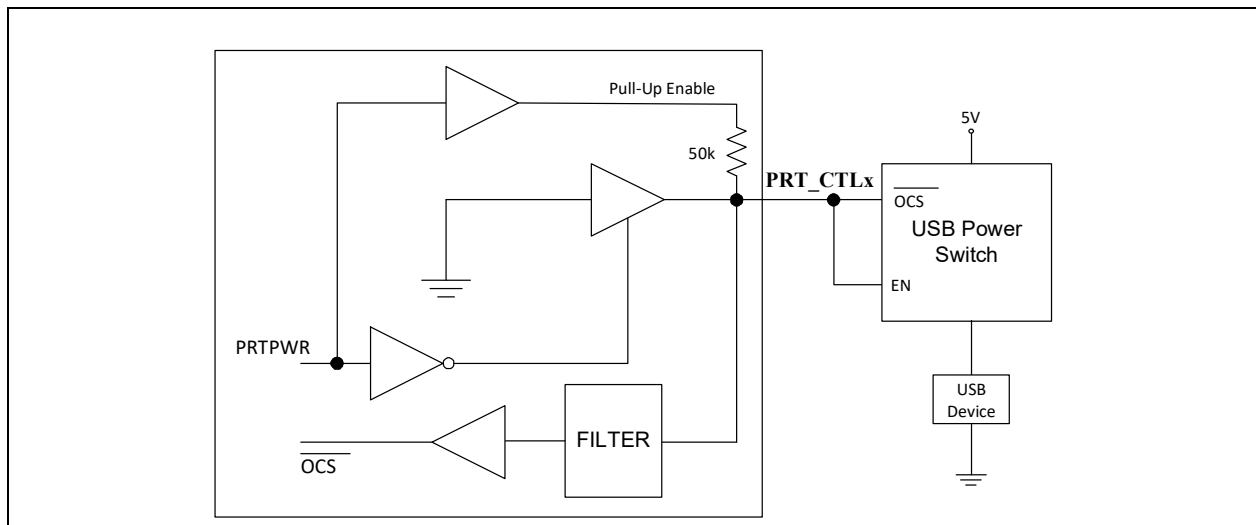 Pull-Up Enable
5V
50k
PRT_CTLx
OCS
USB Power
Switch
EN
PRTPWR
FILTER
OCS
USB
Device